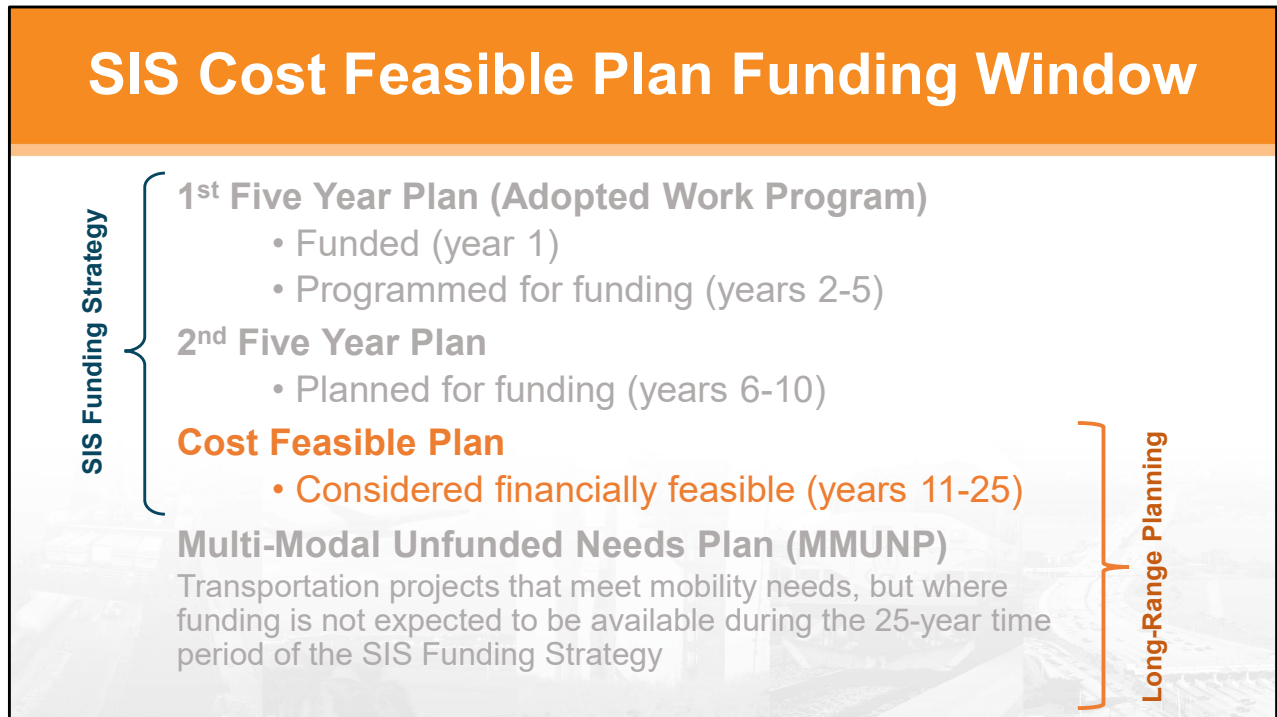 SIS Cost Feasible Plan Funding Window
SIS Funding Strategy
1st Five Year Plan (Adopted Work Program)
• Funded (year 1)
• Programmed for funding (years 2-5)
2nd Five Year Plan
• Planned for funding (years 6-10)
Cost Feasible Plan
• Considered financially feasible (years 11-25)
Multi-Modal Unfunded Needs Plan (MMUNP)
Transportation projects that meet mobility needs, but where
funding is not expected to be available during the 25-year time
period of the SIS Funding Strategy
Long-Range Planning